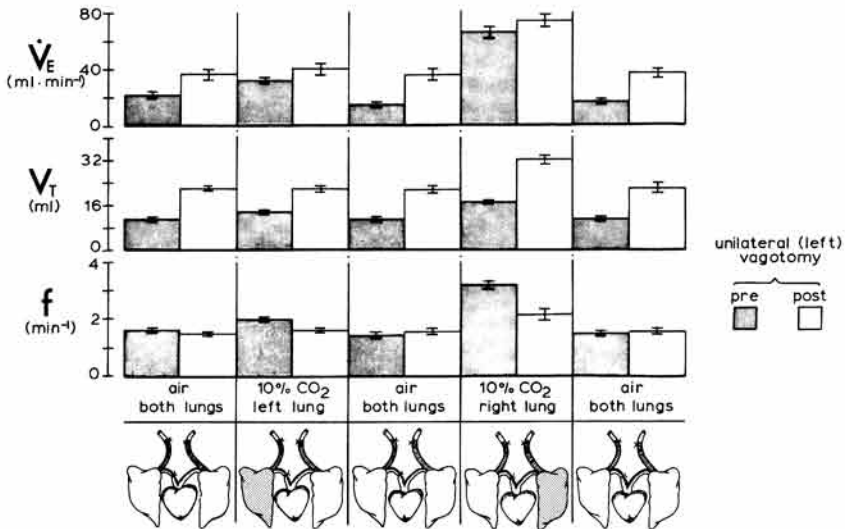 80
40
0
V̇E
(ml·min⁻¹)
32
16
0
VT
(ml)
4
2
0
f
(min⁻¹)
unilateral (left)
vagotomy
pre post
air
both lungs
10% CO₂
left lung
air
both lungs
10% CO₂
right lung
air
both lungs